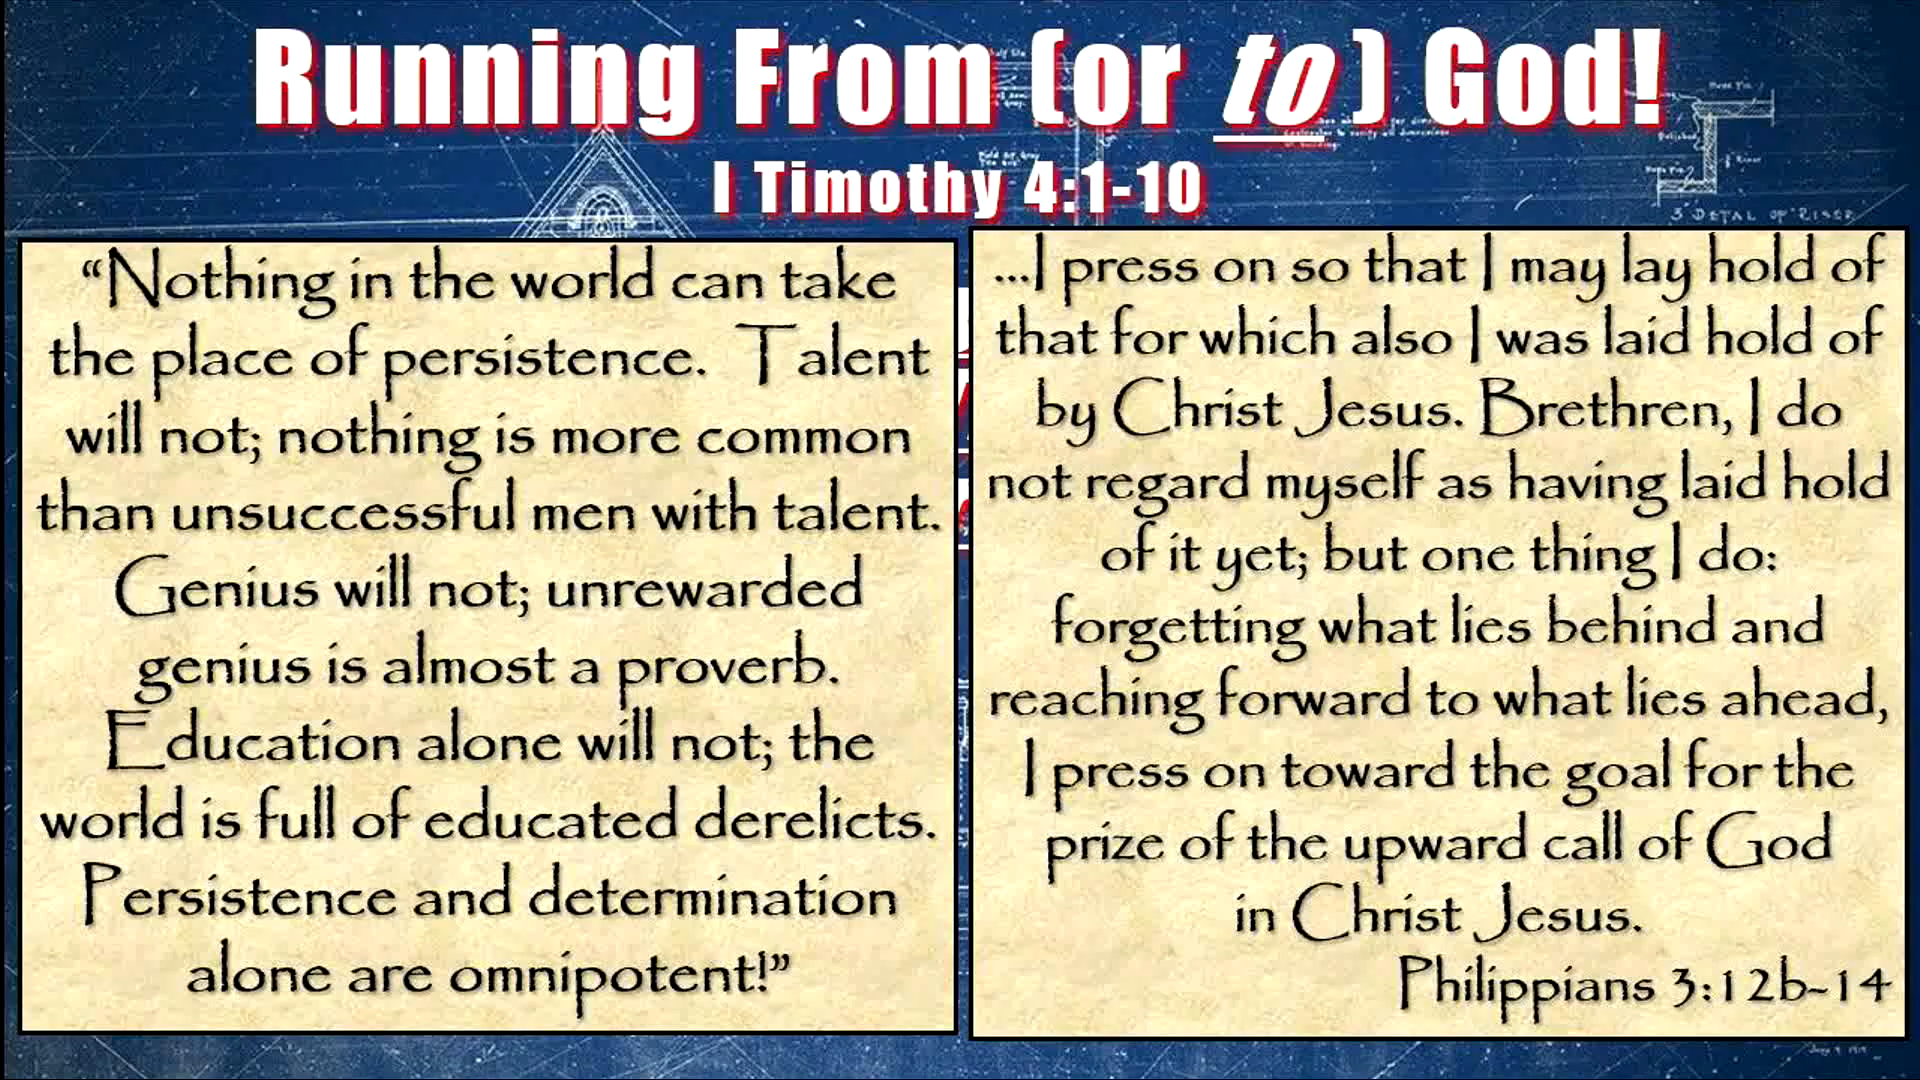 Running From (or to) God!
I Timothy 4:1-10
“Nothing in the world can take
the place of persistence. Talent
will not; nothing is more common
than unsuccessful men with talent.
Genius will not; unrewarded
genius is almost a proverb.
Education alone will not; the
world is full of educated derelicts.
Persistence and determination
alone are omnipotent!”
...I press on so that I may lay hold of
that for which also I was laid hold of
by Christ Jesus. Brethren, I do
not regard myself as having laid hold
of it yet; but one thing I do:
forgetting what lies behind and
reaching forward to what lies ahead,
I press on toward the goal for the
prize of the upward call of God
in Christ Jesus.
Philippians 3:12b-14
3 DETAL OF RISER